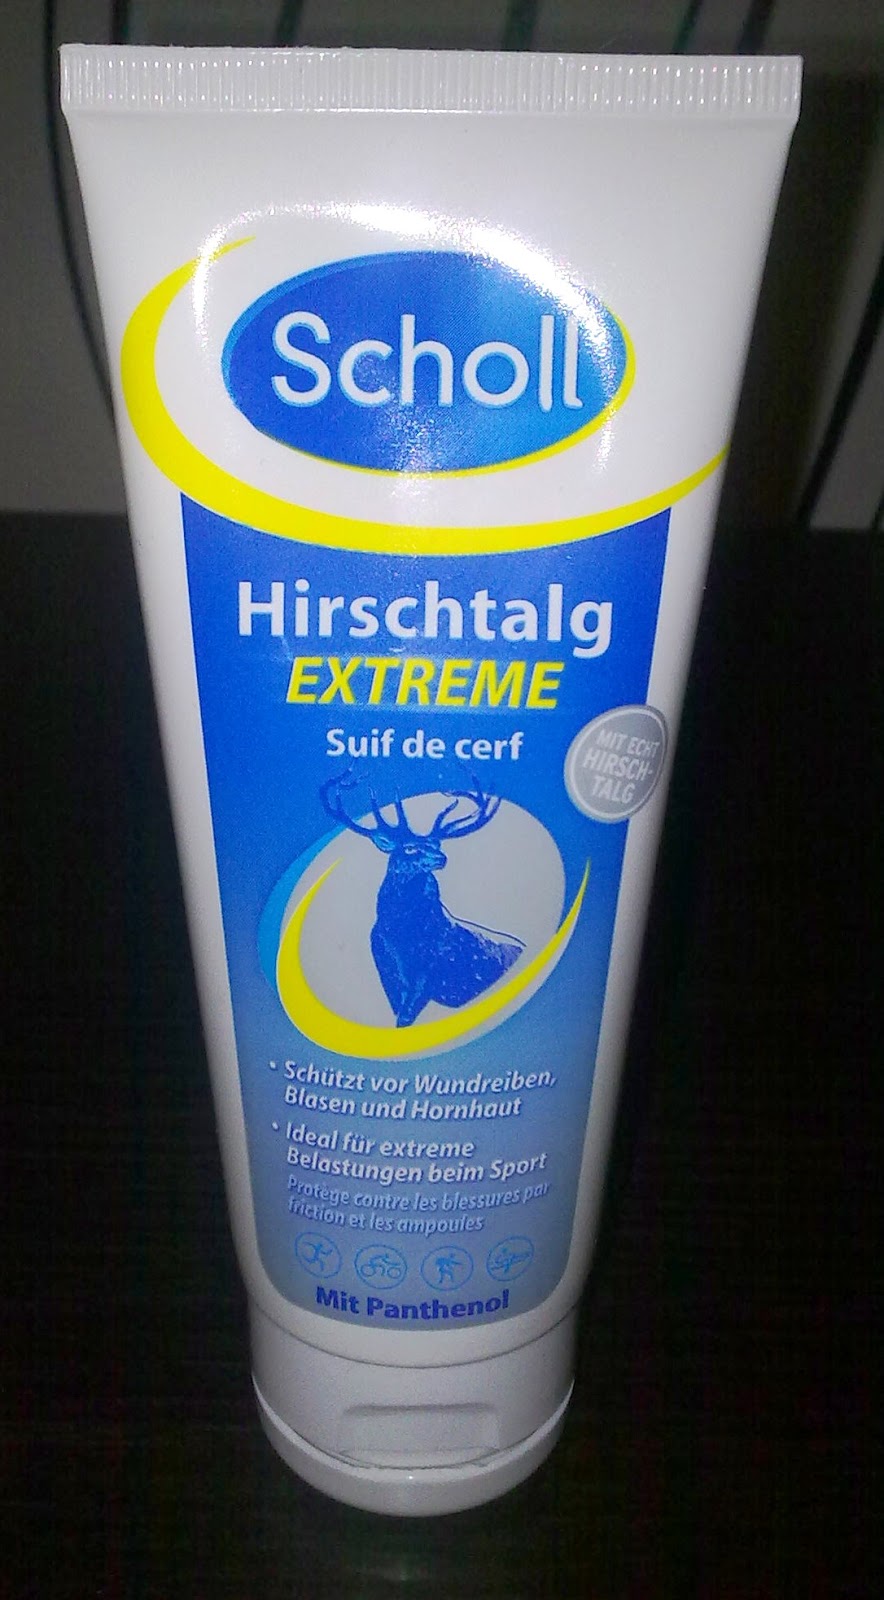 Scholl
Hirschtalg
EXTREME
Suif de cerf
MIT ECHT
HIRSCH-
TALG
• Schützt vor Wundreiben,
Blasen und Hornhaut
• Ideal für extreme
Belastungen beim Sport
Protège contre les blessures par
friction et les ampoules
Mit Panthenol